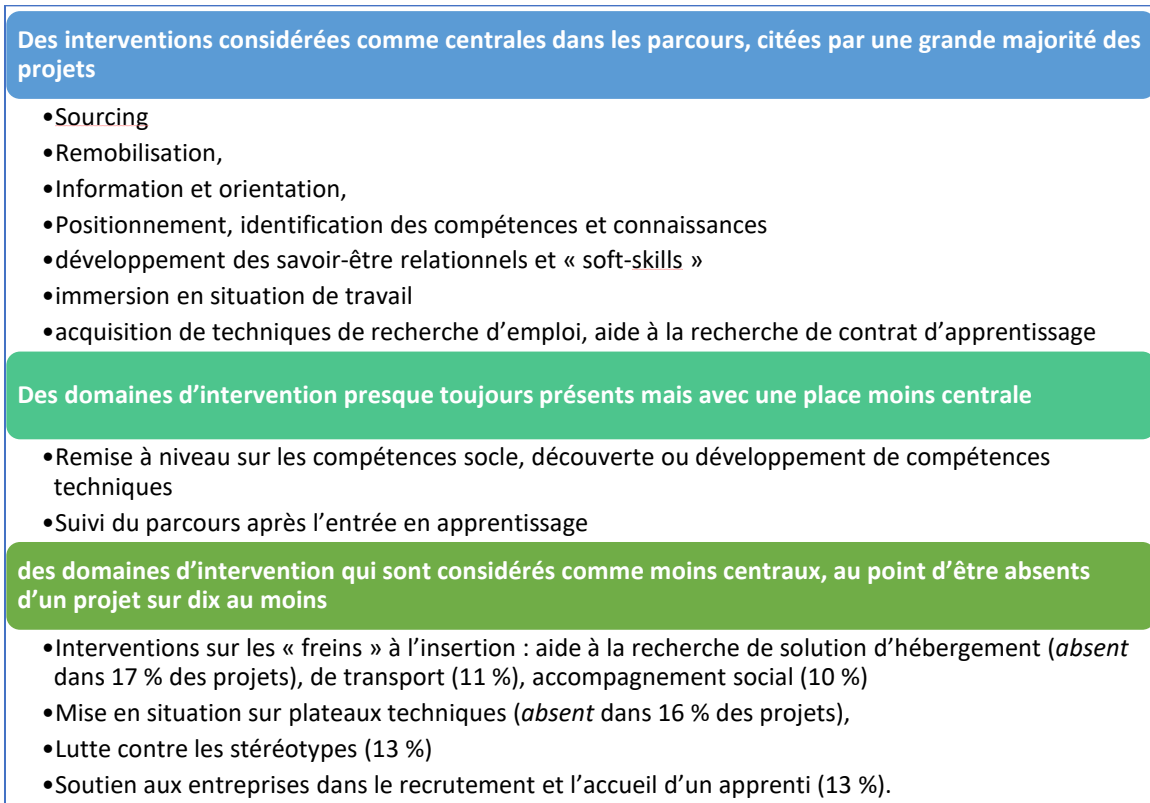 Des interventions considérées comme centrales dans les parcours, citées par une grande majorité des
projets
•Sourcing
•Remobilisation,
•Information et orientation,
•Positionnement, identification des compétences et connaissances
•développement des savoir-être relationnels et « soft-skills »
•immersion en situation de travail
•acquisition de techniques de recherche d’emploi, aide à la recherche de contrat d’apprentissage
Des domaines d’intervention presque toujours présents mais avec une place moins centrale
•Remise à niveau sur les compétences socle, découverte ou développement de compétences
techniques
•Suivi du parcours après l’entrée en apprentissage
des domaines d’intervention qui sont considérés comme moins centraux, au point d’être absents
d’un projet sur dix au moins
•Interventions sur les « freins » à l’insertion : aide à la recherche de solution d’hébergement (absent
dans 17 % des projets), de transport (11 %), accompagnement social (10 %)
•Mise en situation sur plateaux techniques (absent dans 16 % des projets),
•Lutte contre les stéréotypes (13 %)
•Soutien aux entreprises dans le recrutement et l’accueil d’un apprenti (13 %).